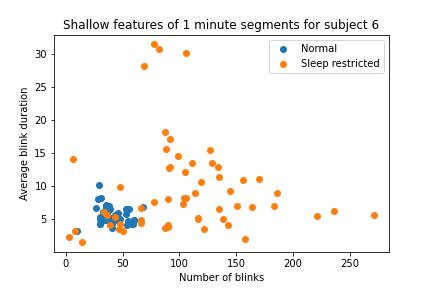 Shallow features of 1 minute segments for subject 6
Normal
Sleep restricted
Average blink duration
30
25
20
15
10
5
0
50
100
150
200
250
Number of blinks